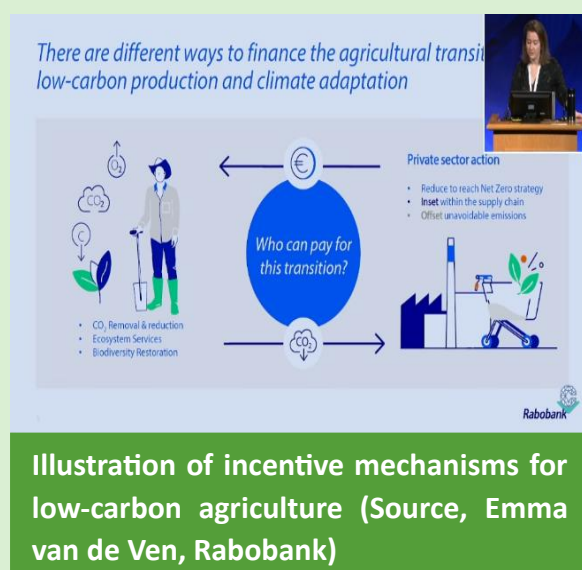 There are different ways to finance the agricultural transit
low-carbon production and climate adaptation
O₂
CO₂
C
€
Who can pay for
this transition?
CO₂
• CO₂ Removal & reduction
• Ecosystem Services
• Biodiversity Restoration
Private sector action
• Reduce to reach Net Zero strategy
• Inset within the supply chain
• Offset unavoidable emissions
Rabobank
Illustration of incentive mechanisms for
low-carbon agriculture (Source, Emma
van de Ven, Rabobank)